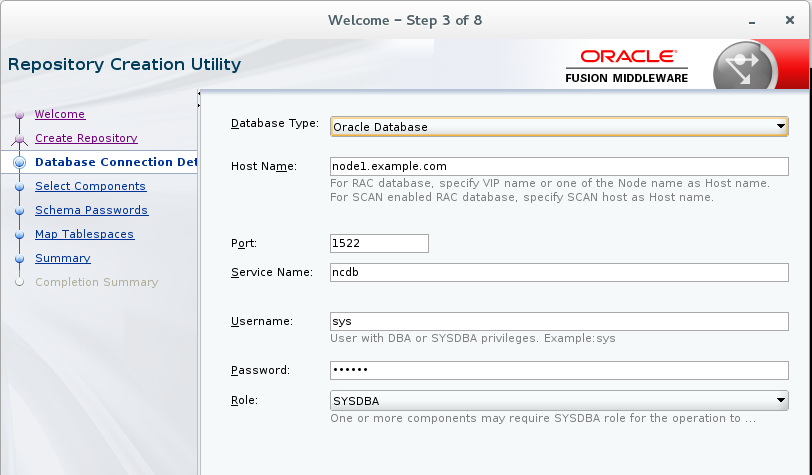 Welcome – Step 3 of 8
Repository Creation Utility
ORACLE
FUSION MIDDLEWARE
Welcome
Create Repository
Database Connection Det
Select Components
Schema Passwords
Map Tablespaces
Summary
Completion Summary
Database Type: Oracle Database
Host Name: node1.example.com
For RAC database, specify VIP name or one of the Node name as Host name.
For SCAN enabled RAC database, specify SCAN host as Host name.
Port: 1522
Service Name: ncdb
Username: sys
User with DBA or SYSDBA privileges. Example:sys
Password: ••••••
Role: SYSDBA
One or more components may require SYSDBA role for the operation to ...